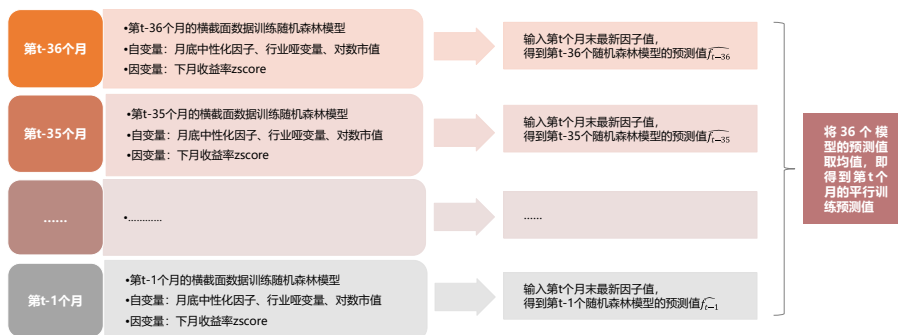 第t-36个月
•第t-36个月的横截面数据训练随机森林模型
•自变量：月底中性化因子、行业哑变量、对数市值
•因变量：下月收益率zscore
输入第t个月末最新因子值，
得到第t-36个随机森林模型的预测值f̂t−36
第t-35个月
•第t-35个月的横截面数据训练随机森林模型
•自变量：月底中性化因子、行业哑变量、对数市值
•因变量：下月收益率zscore
输入第t个月末最新因子值，
得到第t-35个随机森林模型的预测值f̂t−35
……
•…………
……
第t-1个月
•第t-1个月的横截面数据训练随机森林模型
•自变量：月底中性化因子、行业哑变量、对数市值
•因变量：下月收益率zscore
输入第t个月末最新因子值，
得到第t-1个随机森林模型的预测值f̂t−1
将36个模
型的预测值
取均值，即
得到第t个
月的平行训
练预测值